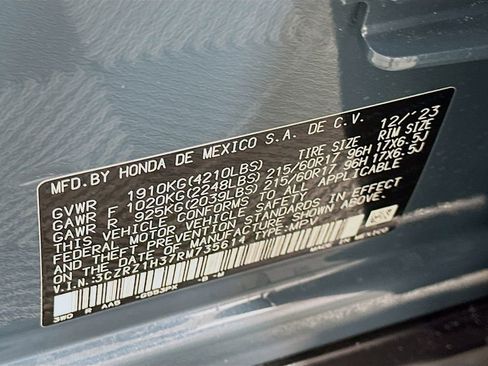 MFD.BY HONDA DE MEXICO S.A. DE C.V. 12/'23
TIRE SIZE RIM SIZE
GVWR 1910KG(4210LBS)
GAWR F 1020KG(2248LBS) 215/60R17 96H 17X6.5J
GAWR R 925KG(2039LBS) 215/60R17 96H 17X6.5J
THIS VEHICLE CONFORMS TO ALL APPLICABLE
FEDERAL MOTOR VEHICLE SAFETY, BUMPER, AND
THEFT PREVENTION STANDARDS IN EFFECT ON THE
DATE OF MANUFACTURE SHOWN ABOVE.
V.I.N.:3CZRZ1H37RM735614 TYPE:MPV
MEXICO